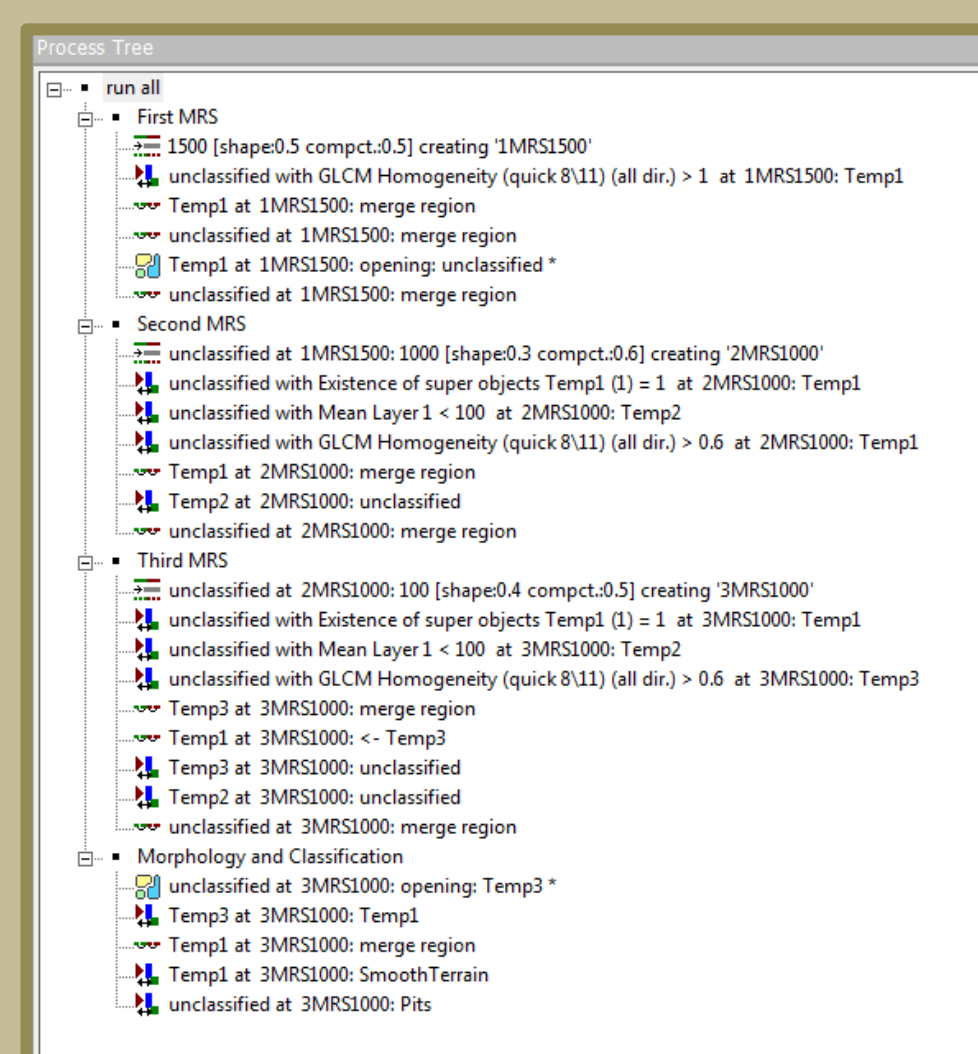 Process Tree
run all
First MRS
1500 [shape:0.5 compct.:0.5] creating '1MRS1500'
unclassified with GLCM Homogeneity (quick 8\11) (all dir.) > 1 at 1MRS1500: Temp1
Temp1 at 1MRS1500: merge region
unclassified at 1MRS1500: merge region
Temp1 at 1MRS1500: opening: unclassified *
unclassified at 1MRS1500: merge region
Second MRS
unclassified at 1MRS1500: 1000 [shape:0.3 compct.:0.6] creating '2MRS1000'
unclassified with Existence of super objects Temp1 (1) = 1 at 2MRS1000: Temp1
unclassified with Mean Layer 1 < 100 at 2MRS1000: Temp2
unclassified with GLCM Homogeneity (quick 8\11) (all dir.) > 0.6 at 2MRS1000: Temp1
Temp1 at 2MRS1000: merge region
Temp2 at 2MRS1000: unclassified
unclassified at 2MRS1000: merge region
Third MRS
unclassified at 2MRS1000: 100 [shape:0.4 compct.:0.5] creating '3MRS1000'
unclassified with Existence of super objects Temp1 (1) = 1 at 3MRS1000: Temp1
unclassified with Mean Layer 1 < 100 at 3MRS1000: Temp2
unclassified with GLCM Homogeneity (quick 8\11) (all dir.) > 0.6 at 3MRS1000: Temp3
Temp3 at 3MRS1000: merge region
Temp1 at 3MRS1000: <- Temp3
Temp3 at 3MRS1000: unclassified
Temp2 at 3MRS1000: unclassified
unclassified at 3MRS1000: merge region
Morphology and Classification
unclassified at 3MRS1000: opening: Temp3 *
Temp3 at 3MRS1000: Temp1
Temp1 at 3MRS1000: merge region
Temp1 at 3MRS1000: SmoothTerrain
unclassified at 3MRS1000: Pits